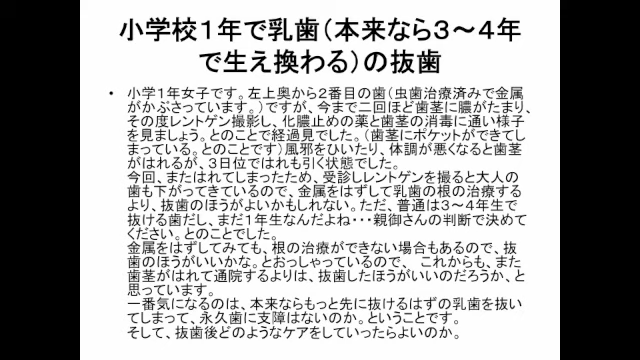 小学校１年で乳歯（本来なら３～４年
で生え換わる）の抜歯
• 小学１年女子です。左上奥から２番目の歯（虫歯治療済みで金属
がかぶさっています。）ですが、今まで二回ほど歯茎に膿がたまり、
その度レントゲン撮影し、化膿止めの薬と歯茎の消毒に通い様子
を見ましょう。とのことで経過見でした。（歯茎にポケットができてし
まっている。とのことです）風邪をひいたり、体調が悪くなると歯茎
がはれるが、３日位ではれも引く状態でした。
今回、またはれてしまったため、受診しレントゲンを撮ると大人の
歯も下がってきているので、金属をはずして乳歯の根の治療する
より、抜歯のほうがよいかもしれない。ただ、普通は３～４年生で
抜ける歯だし、まだ１年生なんだよね・・・親御さんの判断で決めて
ください。とのことでした。
金属をはずしてみても、根の治療ができない場合もあるので、抜
歯のほうがいいかな。とおっしゃっているので、 これからも、また
歯茎がはれて通院するよりは、抜歯したほうがいいのだろうか、と
思っています。
一番気になるのは、本来ならもっと先に抜けるはずの乳歯を抜い
てしまって、永久歯に支障はないのか。ということです。
そして、抜歯後どのようなケアをしていったらよいのか。